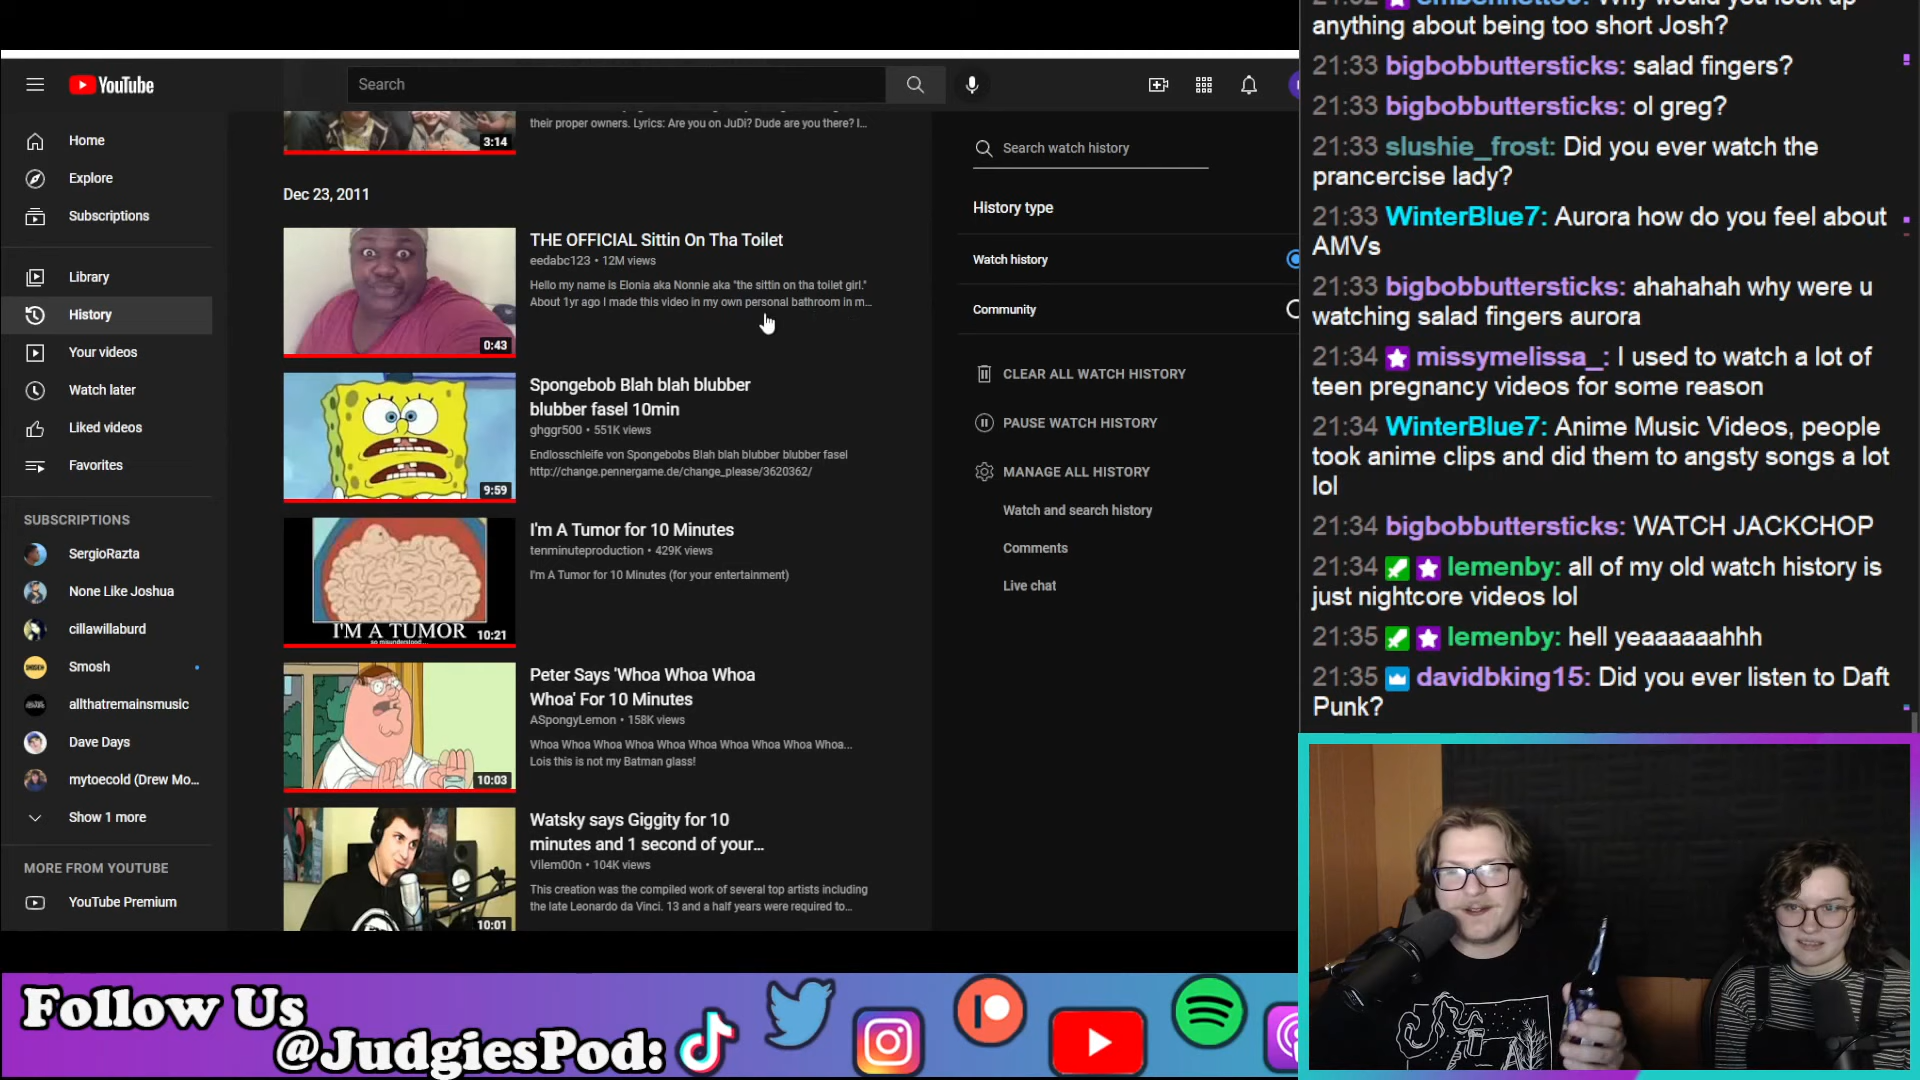 YouTube
Search
Home
Explore
Subscriptions
Library
History
Your videos
Watch later
Liked videos
Favorites
SUBSCRIPTIONS
SergioRazta
None Like Joshua
cillawillaburd
Smosh
allthatremainsmusic
Dave Days
mytoecold (Drew Mo...
Show 1 more
MORE FROM YOUTUBE
YouTube Premium
3:14
their proper owners. Lyrics: Are you on JuDi? Dude are you there? I...
Dec 23, 2011
0:43
THE OFFICIAL Sittin On Tha Toilet
eedabc123 • 12M views
Hello my name is Elonia aka Nonnie aka "the sittin on tha toilet girl."
About 1yr ago I made this video in my own personal bathroom in m...
9:59
Spongebob Blah blah blubber
blubber fasel 10min
ghggr500 • 551K views
Endlosschleife von Spongebobs Blah blah blubber blubber fasel
http://change.pennergame.de/change_please/3620362/
I'M A TUMOR
so misunderstood...
10:21
I'm A Tumor for 10 Minutes
tenminuteproduction • 429K views
I'm A Tumor for 10 Minutes (for your entertainment)
10:03
Peter Says 'Whoa Whoa Whoa
Whoa' For 10 Minutes
ASpongyLemon • 158K views
Whoa Whoa Whoa Whoa Whoa Whoa Whoa Whoa Whoa...
Lois this is not my Batman glass!
10:01
Watsky says Giggity for 10
minutes and 1 second of your...
Vilem00n • 104K views
This creation was the compiled work of several top artists including
the late Leonardo da Vinci. 13 and a half years were required to...
Search watch history
History type
Watch history
Community
CLEAR ALL WATCH HISTORY
PAUSE WATCH HISTORY
MANAGE ALL HISTORY
Watch and search history
Comments
Live chat
anything about being too short Josh?
21:33 bigbobbuttersticks: salad fingers?
21:33 bigbobbuttersticks: ol greg?
21:33 slushie_frost: Did you ever watch the
prancercise lady?
21:33 WinterBlue7: Aurora how do you feel about
AMVs
21:33 bigbobbuttersticks: ahahahah why were u
watching salad fingers aurora
21:34 missymelissa_: I used to watch a lot of
teen pregnancy videos for some reason
21:34 WinterBlue7: Anime Music Videos, people
took anime clips and did them to angsty songs a lot
lol
21:34 bigbobbuttersticks: WATCH JACKCHOP
21:34 lemenby: all of my old watch history is
just nightcore videos lol
21:35 lemenby: hell yeaaaaaahhh
21:35 davidbking15: Did you ever listen to Daft
Punk?
Follow Us
@JudgiesPod: